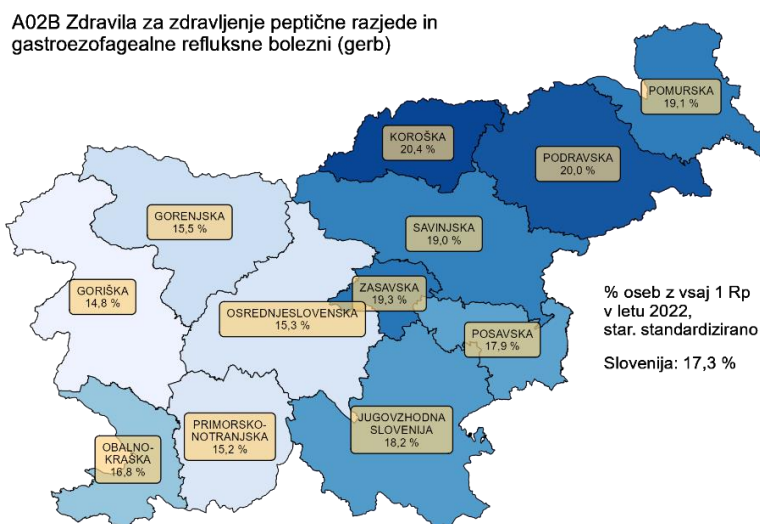 A02B Zdravila za zdravljenje peptične razjede in
gastroezofagealne refluksne bolezni (gerb)
POMURSKA
19,1 %
KOROŠKA
20,4 %
PODRAVSKA
20,0 %
GORENJSKA
15,5 %
SAVINJSKA
19,0 %
GORIŠKA
14,8 %
ZASAVSKA
19,3 %
OSREDNJESLOVENSKA
15,3 %
POSAVSKA
17,9 %
% oseb z vsaj 1 Rp
v letu 2022,
star. standardizirano
Slovenija: 17,3 %
PRIMORSKO-
NOTRANJSKA
15,2 %
JUGOVZHODNA
SLOVENIJA
18,2 %
OBALNO-
KRAŠKA
16,8 %